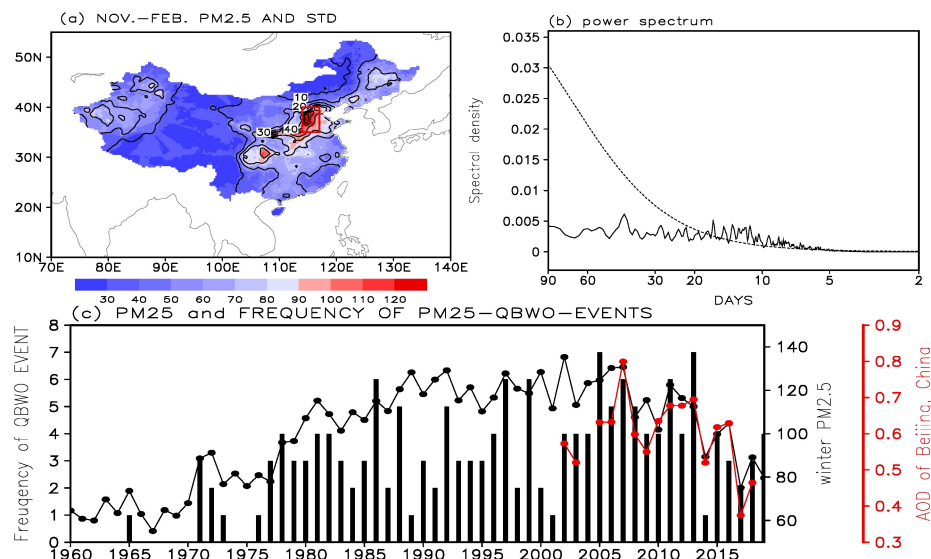 (a) NOV.-FEB. PM2.5 AND STD
50N
40N
30N
20N
10N
10
20
30
40
70E 80E 90E 100E 110E 120E 130E 140E
30 40 50 60 70 80 90 100 110 120
(b) power spectrum
Spectral density
0.035
0.03
0.025
0.02
0.015
0.01
0.005
0
90 60 30 20 10 5 2
DAYS
(c) PM25 and FREQUENCY OF PM25-QBWO-EVENTS
Freuqency of QBWO EVENT
8
7
6
5
4
3
2
1
0
1960 1965 1970 1975 1980 1985 1990 1995 2000 2005 2010 2015
140
120
100
80
60
winter PM2.5
0.9
0.8
0.7
0.6
0.5
0.4
0.3
AOD of Beijing, China